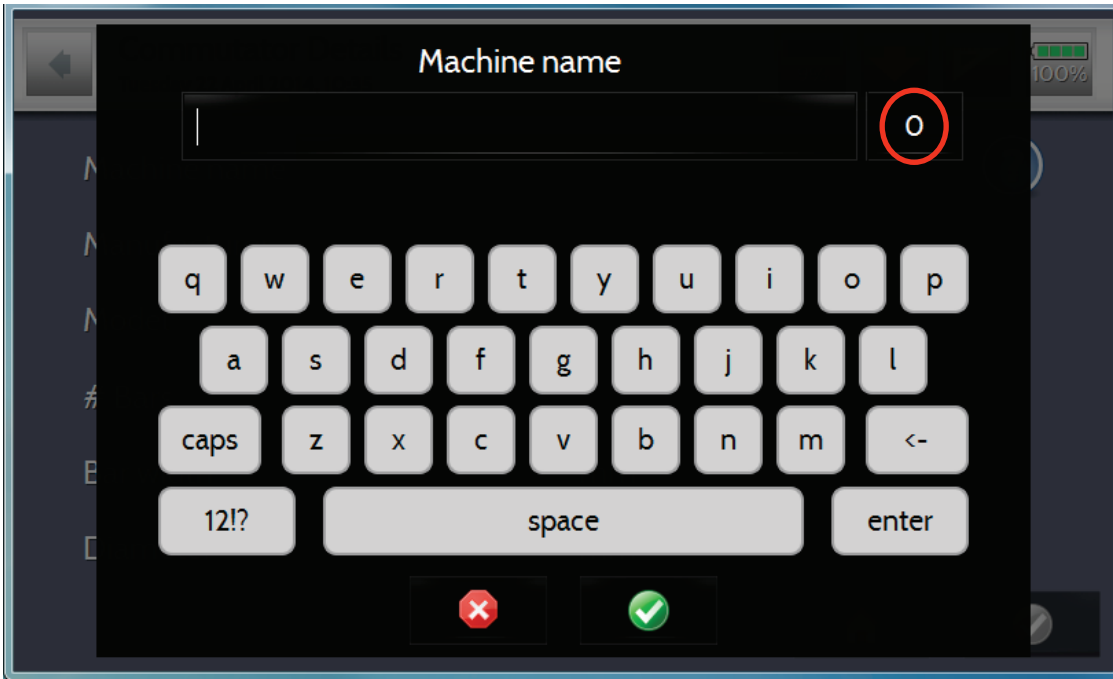 Machine name
100%
0
q w e r t y u i o p
a s d f g h j k l
caps z x c v b n m <-
12!? space enter